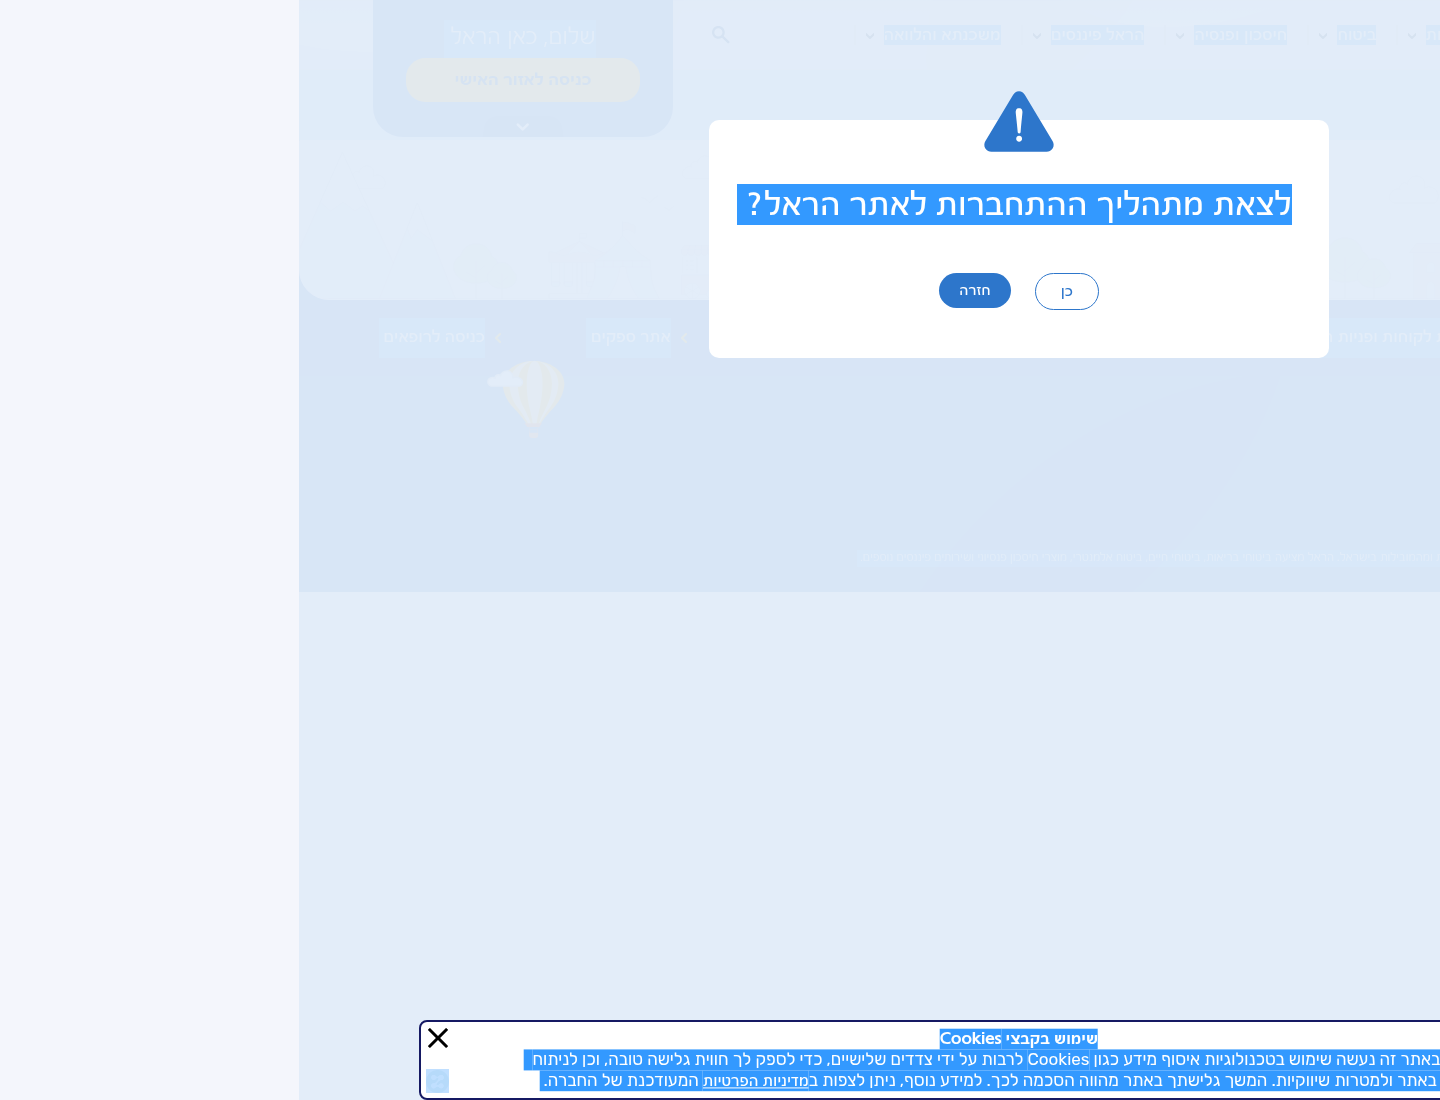 שלום, כאן הראל
כניסה לאזור האישי
ביטוח
חיסכון ופנסיה
הראל פיננסים
משכנתא והלוואה
לצאת מתהליך ההתחברות לאתר הראל?
כן
חזרה
לקוחות ופניות
אתר ספקים
כניסה לרופאים
שימוש בקבצי Cookies
באתר זה נעשה שימוש בטכנולוגיות איסוף מידע כגון Cookies לרבות על ידי צדדים שלישיים, כדי לספק לך חווית גלישה טובה, וכן לניתוח
באתר ולמטרות שיווקיות. המשך גלישתך באתר מהווה הסכמה לכך. למידע נוסף, ניתן לצפות במדיניות הפרטיות המעודכנת של החברה.